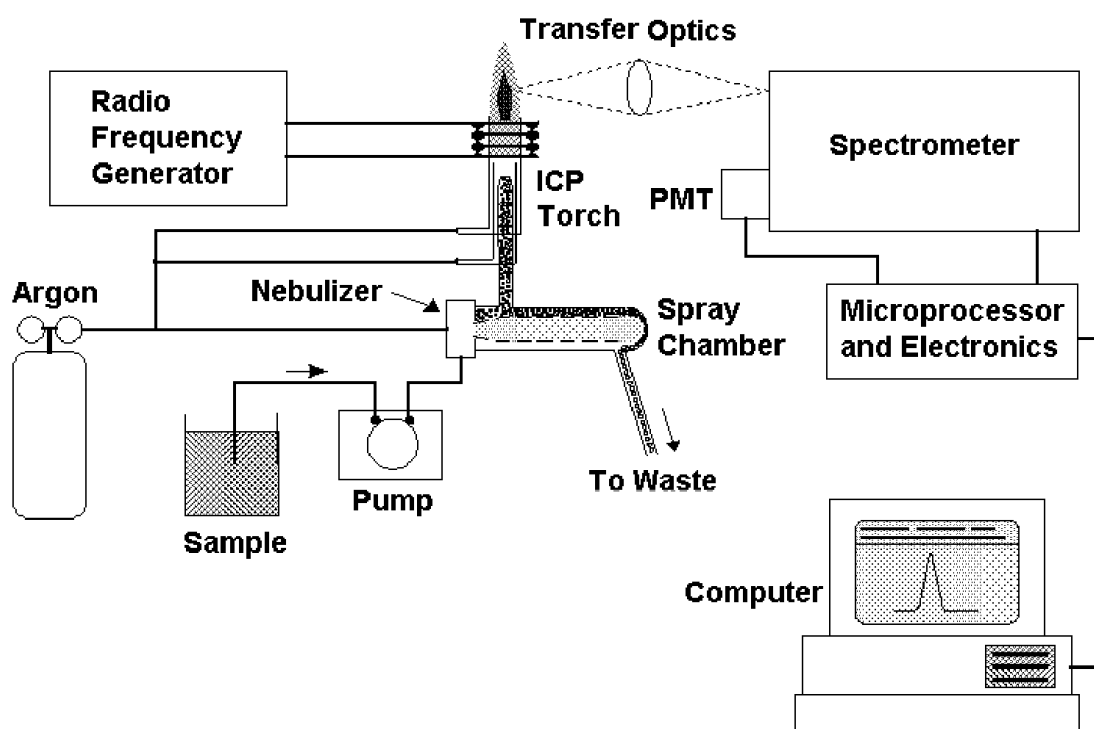 Transfer Optics
Radio
Frequency
Generator
Spectrometer
ICP
Torch
PMT
Argon
Nebulizer
Spray
Chamber
Microprocessor
and Electronics
Pump
To Waste
Sample
Computer